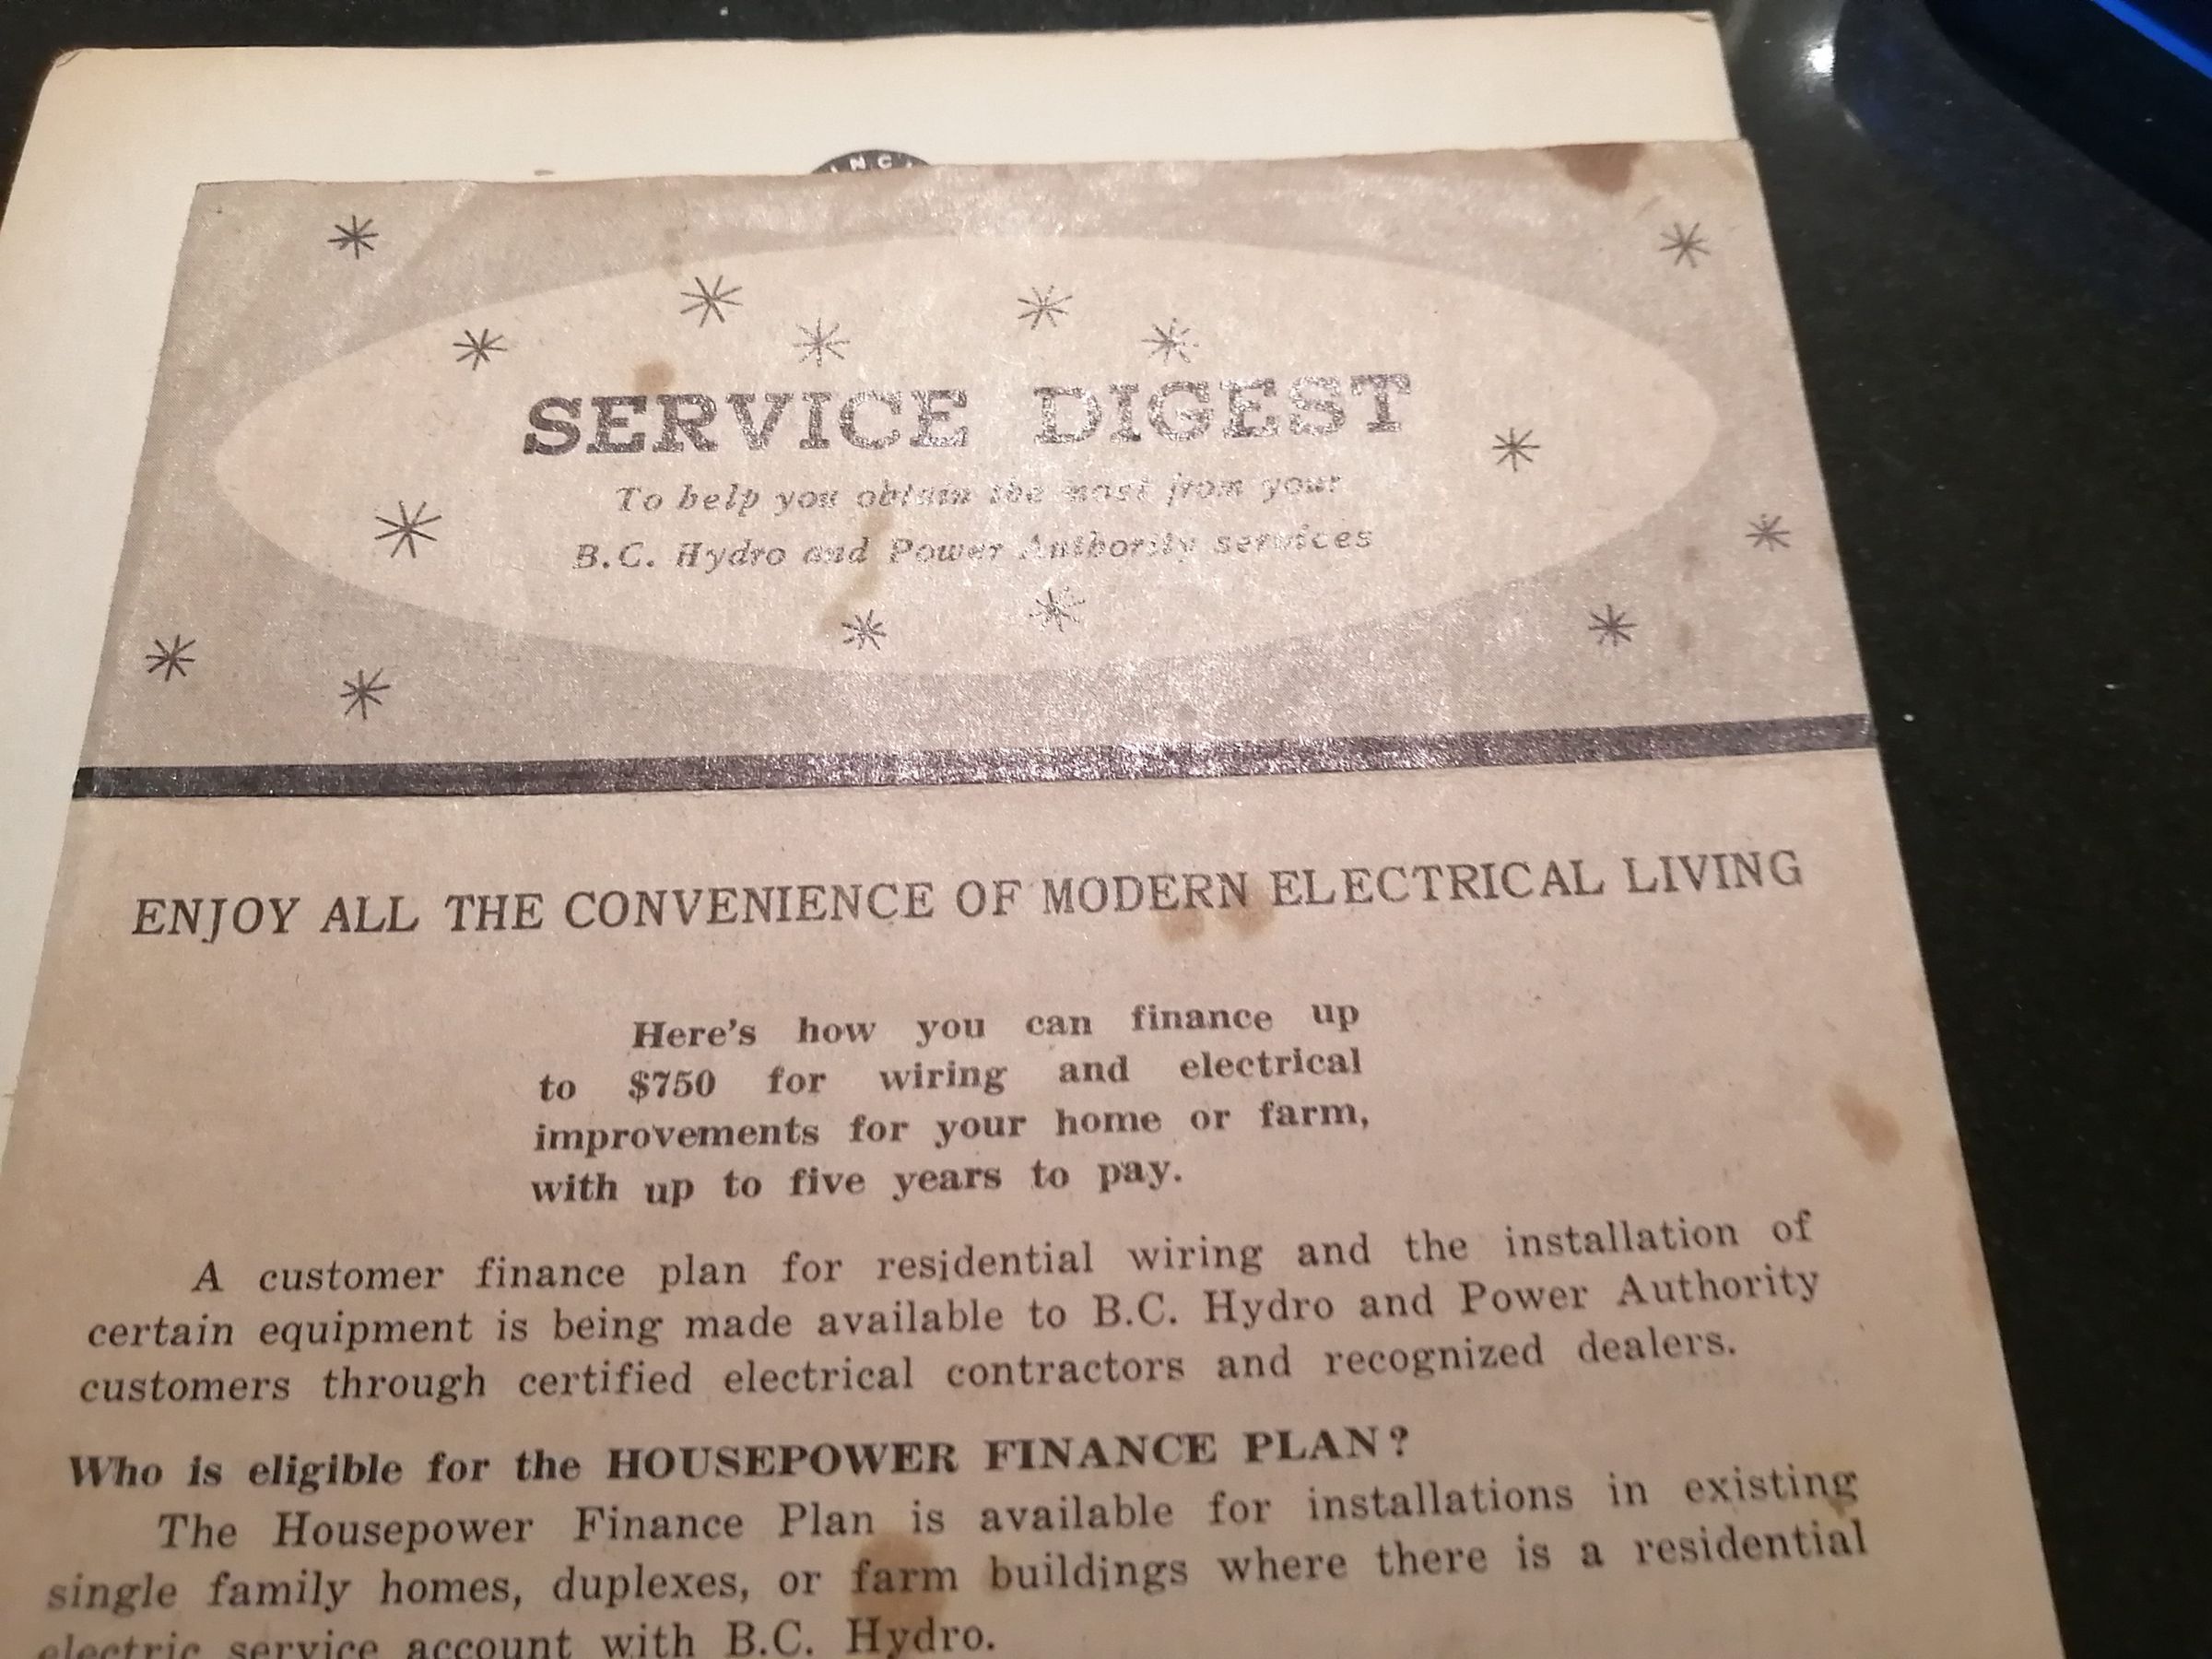 INC
SERVICE DIGEST
To help you obtain the most from your
B.C. Hydro and Power Authority services
ENJOY ALL THE CONVENIENCE OF MODERN ELECTRICAL LIVING
Here's how you can finance up
to $750 for wiring and electrical
improvements for your home or farm,
with up to five years to pay.
A customer finance plan for residential wiring and the installation of
certain equipment is being made available to B.C. Hydro and Power Authority
customers through certified electrical contractors and recognized dealers.
Who is eligible for the HOUSEPOWER FINANCE PLAN?
The Housepower Finance Plan is available for installations in existing
single family homes, duplexes, or farm buildings where there is a residential
electric service account with B.C. Hydro.